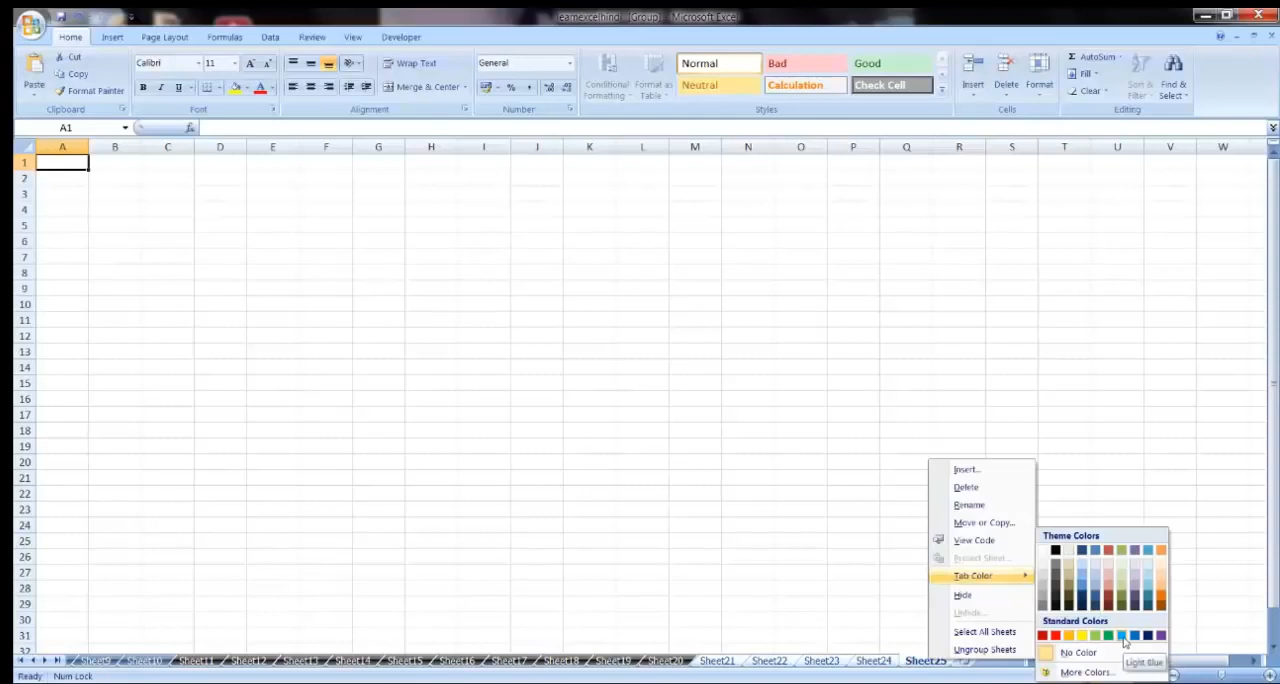 learnexcelhindi [Group] - Microsoft Excel
Home Insert Page Layout Formulas Data Review View Developer
Cut
Copy
Format Painter
Paste
Clipboard
Calibri 11
B I U A
Font
Wrap Text
Merge & Center
Alignment
General
%
Number
Conditional Formatting
Format as Table
Normal Bad Good
Neutral Calculation Check Cell
Styles
Insert Delete Format
Cells
AutoSum
Fill
Clear
Sort & Filter
Find & Select
Editing
A1 fx
A B C D E F G H I J K L M N O P Q R S T U V W
1
2
3
4
5
6
7
8
9
10
11
12
13
14
15
16
17
18
19
20
21
22
23
24
25
26
27
28
29
30
31
32
Insert...
Delete
Rename
Move or Copy...
View Code
Protect Sheet...
Tab Color
Hide
Unhide...
Select All Sheets
Ungroup Sheets
Theme Colors
Standard Colors
No Color
More Colors...
Light Blue
Sheet9 Sheet10 Sheet11 Sheet12 Sheet13 Sheet14 Sheet15 Sheet16 Sheet17 Sheet18 Sheet19 Sheet20 Sheet21 Sheet22 Sheet23 Sheet24 Sheet25
Ready Num Lock